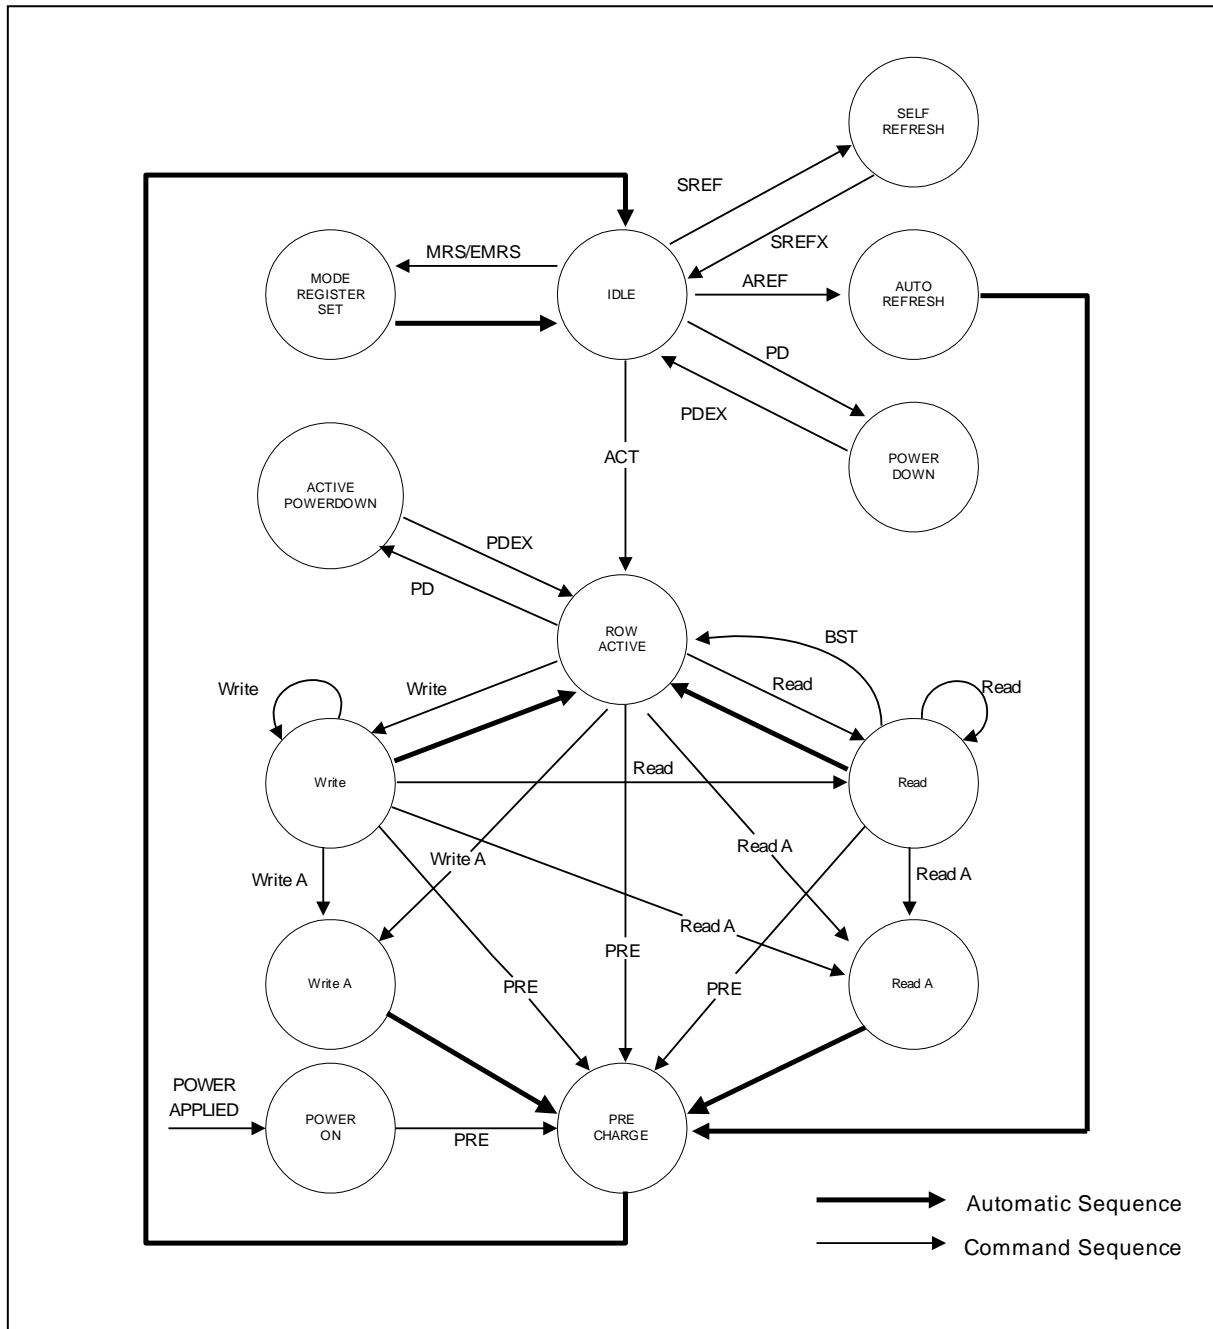 SELF
REFRESH
SREF
SREFX
MRS/EMRS
MODE
REGISTER
SET
IDLE
AREF
AUTO
REFRESH
PD
PDEX
POWER
DOWN
ACT
ACTIVE
POWERDOWN
PDEX
PD
ROW
ACTIVE
BST
Write
Write
Read
Read
Write
Read
Read
Write A
Write A
Read A
Read A
Read A
PRE
PRE
PRE
Write A
Read A
POWER
APPLIED
POWER
ON
PRE
PRE
CHARGE
Automatic Sequence
Command Sequence